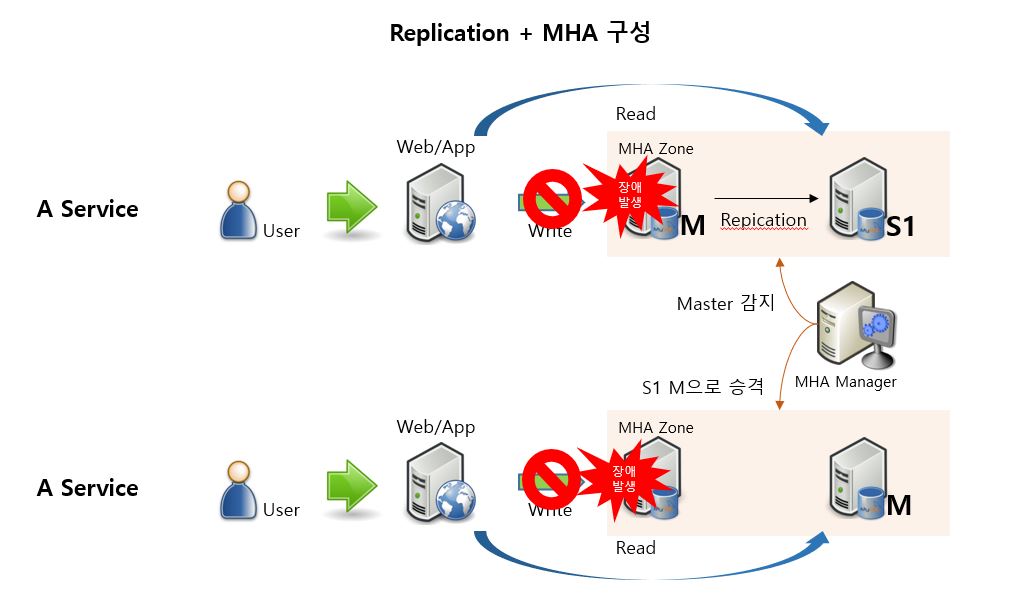 Replication + MHA 구성
Read
Web/App
MHA Zone
장애
발생
A Service
User
Write
M
Repication
S1
Master 감지
S1 M으로 승격
MHA Manager
Web/App
MHA Zone
장애
발생
A Service
User
Write
M
Read